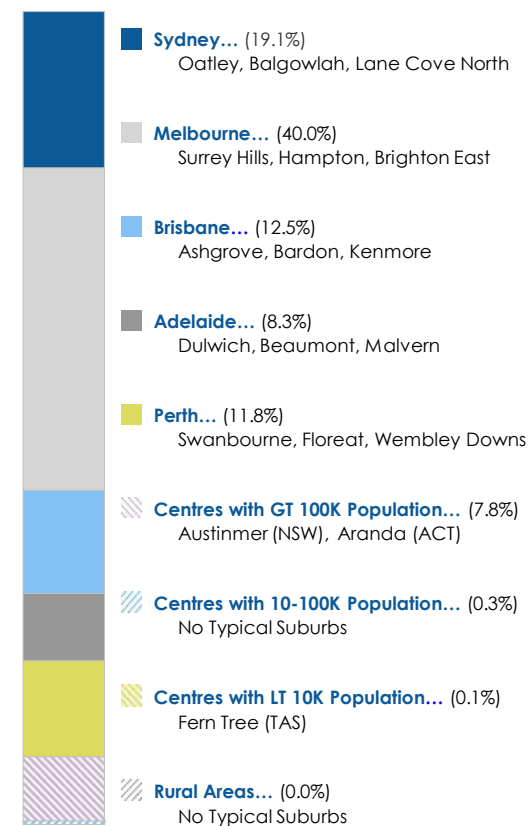 Sydney… (19.1%)
Oatley, Balgowlah, Lane Cove North
Melbourne… (40.0%)
Surrey Hills, Hampton, Brighton East
Brisbane… (12.5%)
Ashgrove, Bardon, Kenmore
Adelaide… (8.3%)
Dulwich, Beaumont, Malvern
Perth… (11.8%)
Swanbourne, Floreat, Wembley Downs
Centres with GT 100K Population… (7.8%)
Austinmer (NSW), Aranda (ACT)
Centres with 10-100K Population… (0.3%)
No Typical Suburbs
Centres with LT 10K Population… (0.1%)
Fern Tree (TAS)
Rural Areas… (0.0%)
No Typical Suburbs